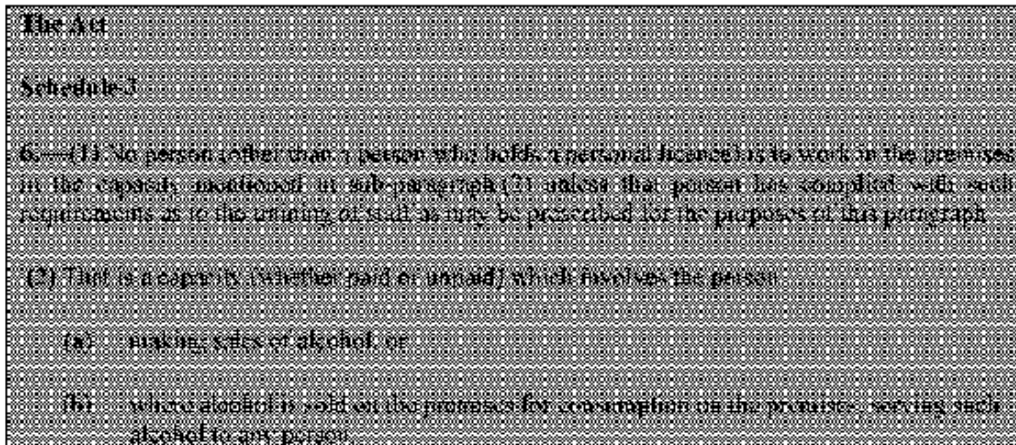 The Act
Schedule 3
6.—(1) No person (other than a person who holds a personal licence) is to work in the premises
in the capacity mentioned in sub-paragraph (2) unless that person has complied with such
requirements as to the training of staff as may be prescribed for the purposes of this paragraph
(2) That is a capacity (whether paid or unpaid) which involves the person
(a) making sales of alcohol, or
(b) where alcohol is sold on the premises for consumption on the premises, serving such
alcohol to any person.